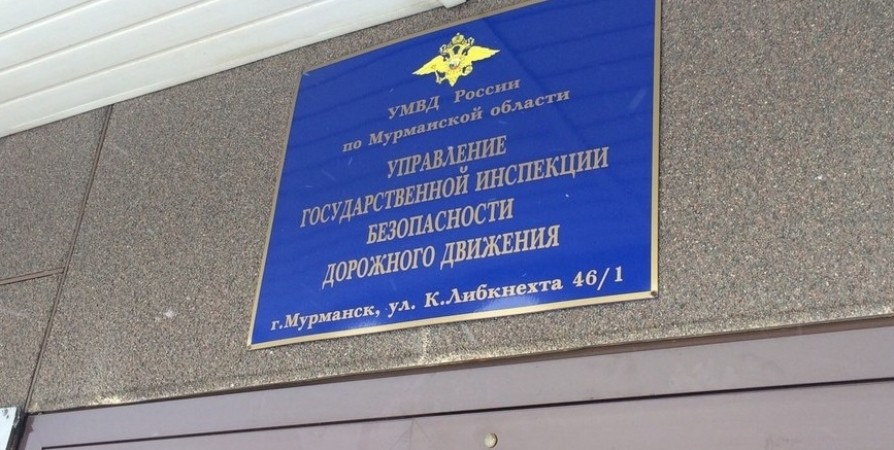 УМВД России
по Мурманской области
УПРАВЛЕНИЕ
ГОСУДАРСТВЕННОЙ ИНСПЕКЦИИ
БЕЗОПАСНОСТИ
ДОРОЖНОГО ДВИЖЕНИЯ
г.Мурманск, ул. К.Либкнехта 46/1